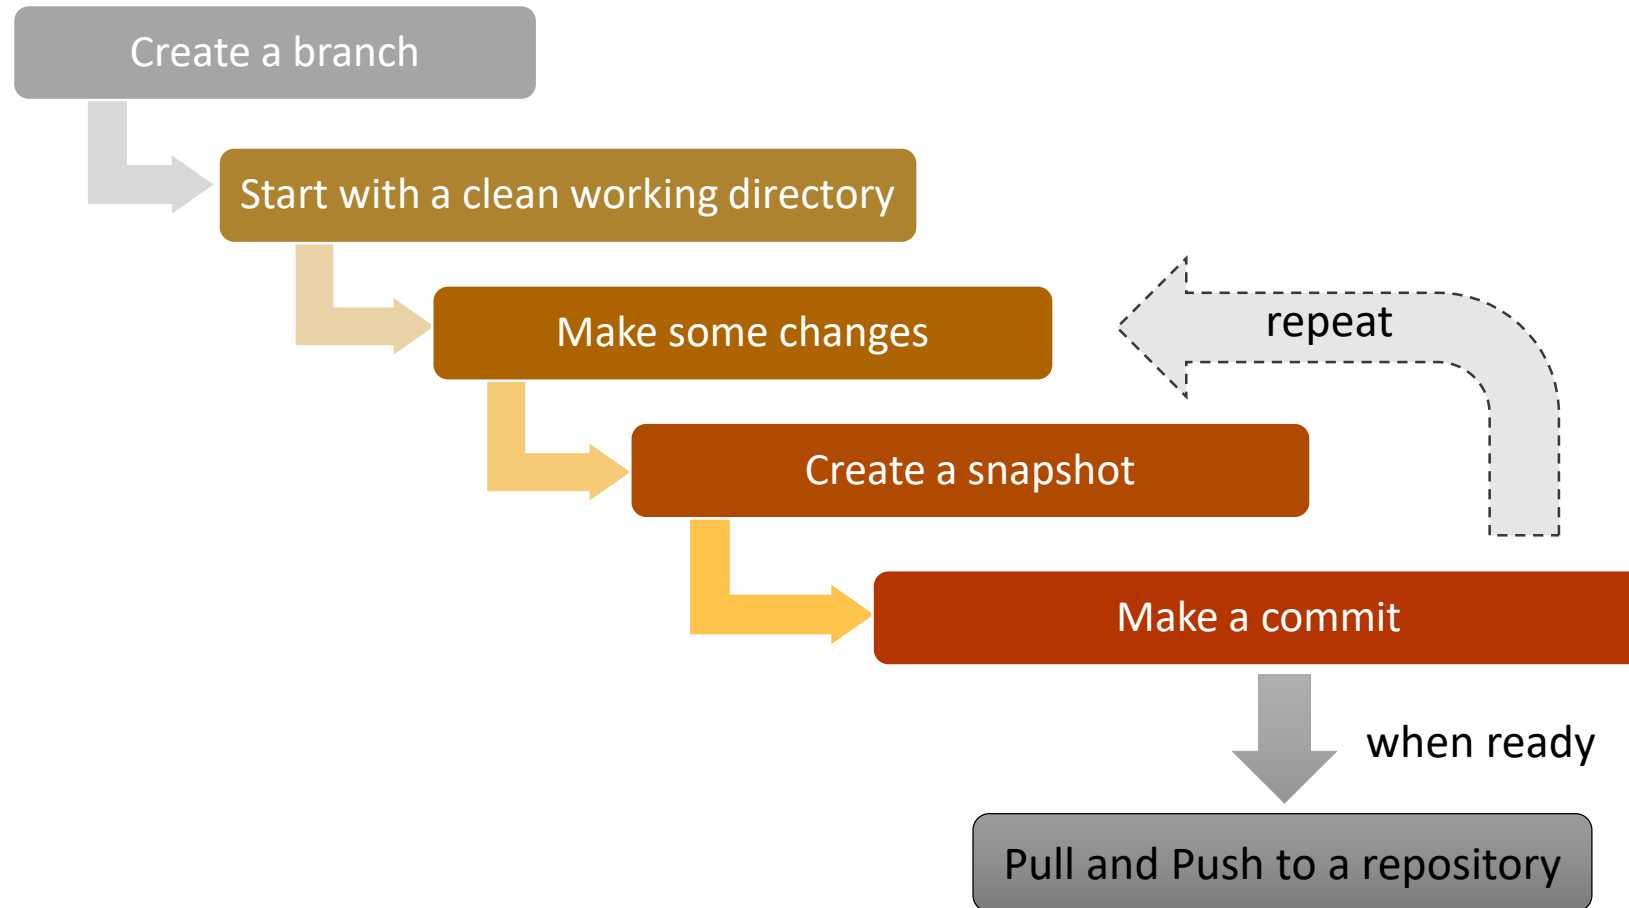 Create a branch
Start with a clean working directory
Make some changes
repeat
Create a snapshot
Make a commit
when ready
Pull and Push to a repository